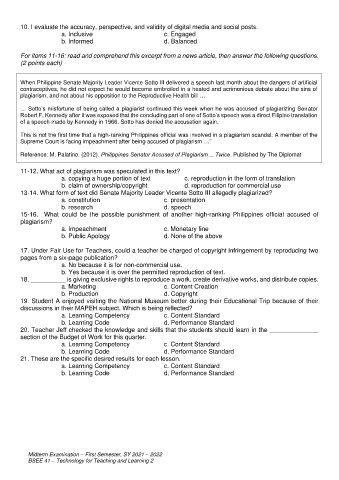 10. I evaluate the accuracy, perspective, and validity of digital media and social posts.
a. Inclusive c. Engaged
b. Informed d. Balanced
For items 11-16: read and comprehend this excerpt from a news article, then answer the following questions.
(2 points each)
When Philippine Senate Majority Leader Vicente Sotto III delivered a speech last month about the dangers of artificial
contraceptives, he did not expect he would become embroiled in a heated and acrimonious debate about the sins of
plagiarism, and not about his opposition to the Reproductive Health bill …
… Sotto's misfortune of being called a plagiarist continued this week when he was accused of plagiarizing Senator
Robert F. Kennedy after it was exposed that the concluding part of one of Sotto's speech was a direct Filipino translation
of a speech made by Kennedy in 1966. Sotto has denied the accusation again.
This is not the first time that a high-ranking Philippines official was involved in a plagiarism scandal. A member of the
Supreme Court is facing impeachment after being accused of plagiarism …"
Reference: M. Palatino. (2012). Philippines Senator Accused of Plagiarism… Twice. Published by The Diplomat
11-12. What act of plagiarism was speculated in this text?
a. copying a huge portion of text c. reproduction in the form of translation
b. claim of ownership/copyright d. reproduction for commercial use
13-14. What form of text did Senate Majority Leader Vicente Sotto III allegedly plagiarized?
a. constitution c. presentation
b. research d. speech
15-16. What could be the possible punishment of another high-ranking Philippines official accused of
plagiarism?
a. Impeachment c. Monetary line
b. Public Apology d. None of the above
17. Under Fair Use for Teachers, could a teacher be charged of copyright infringement by reproducing two
pages from a six-page publication?
a. No because it is for non-commercial use.
b. Yes because it is over the permitted reproduction of text.
18. __________ is giving exclusive rights to reproduce a work, create derivative works, and distribute copies.
a. Marketing c. Content Creation
b. Production d. Copyright
19. Student A enjoyed visiting the National Museum better during their Educational Trip because of their
discussions in their MAPEH subject. Which is being reflected?
a. Learning Competency c. Content Standard
b. Learning Code d. Performance Standard
20. Teacher Jeff checked the knowledge and skills that the students should learn in the ______________
section of the Budget of Work for this quarter.
a. Learning Competency c. Content Standard
b. Learning Code d. Performance Standard
21. These are the specific desired results for each lesson.
a. Learning Competency c. Content Standard
b. Learning Code d. Performance Standard
Midterm Examination – First Semester, SY 2021 – 2022
BSEE 41 – Technology for Teaching and Learning 2